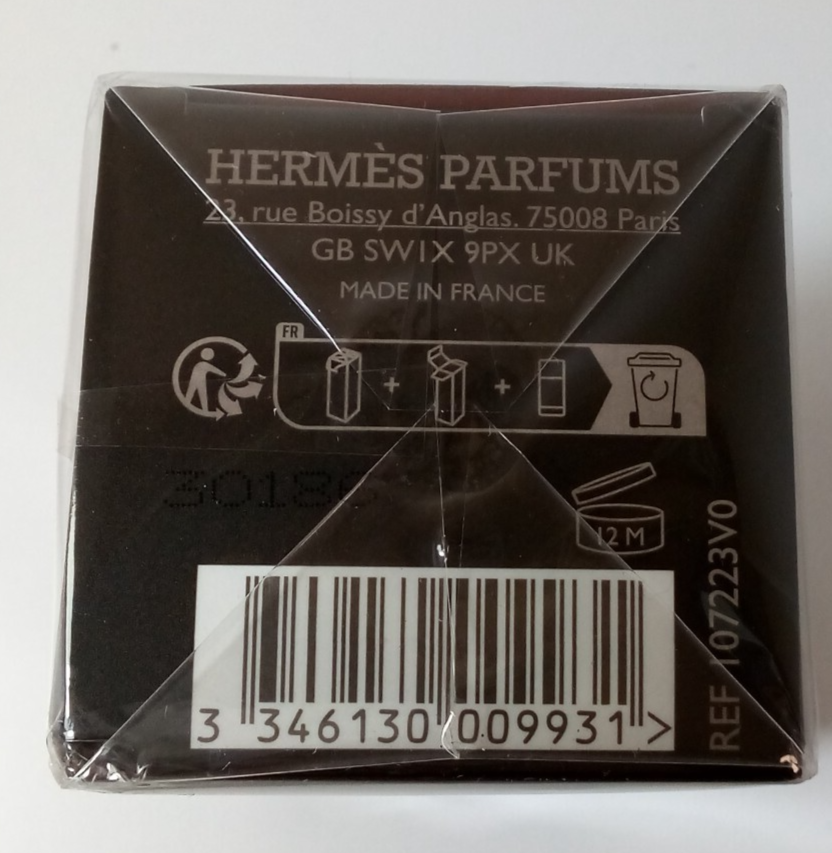 HERMÈS PARFUMS
23, rue Boissy d'Anglas. 75008 Paris
GB SW1X 9PX UK
MADE IN FRANCE
FR
30186
12 M
REF 107223V0
3 346130 009931 >